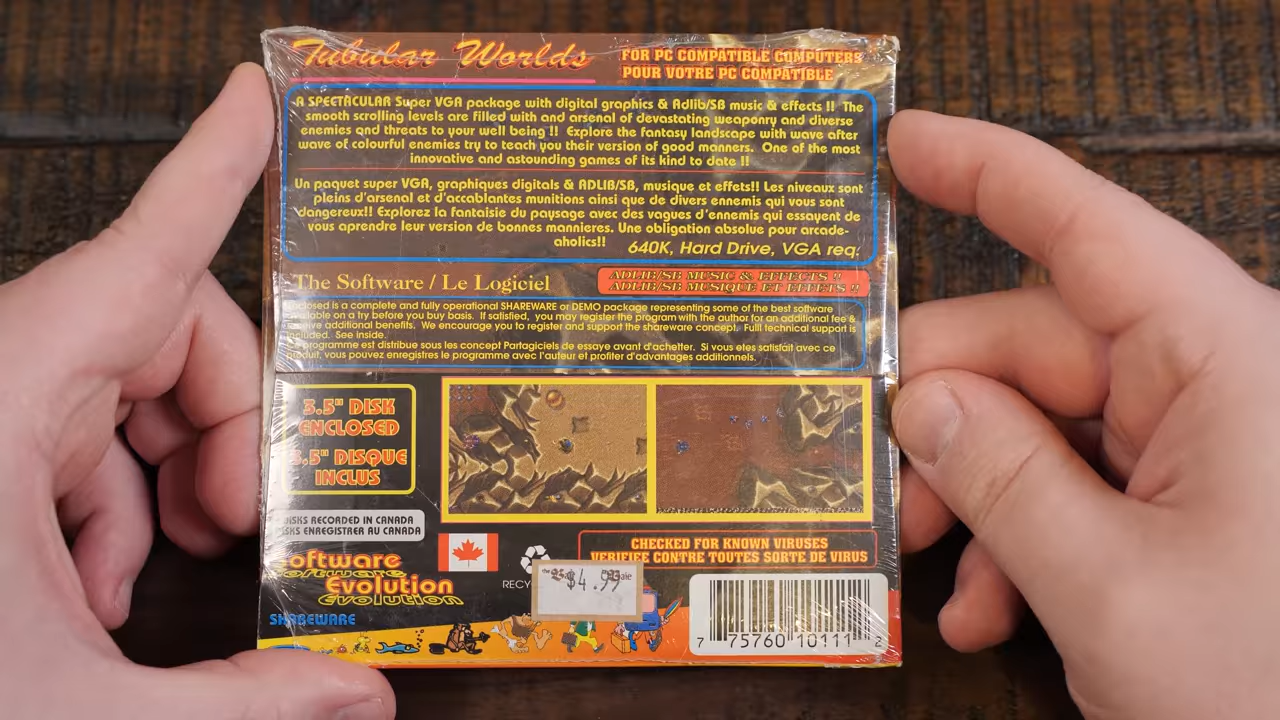 Tubular Worlds
FOR PC COMPATIBLE COMPUTERS
POUR VOTRE PC COMPATIBLE
A SPECTACULAR Super VGA package with digital graphics & Adlib/SB music & effects !! The
smooth scrolling levels are filled with and arsenal of devastating weaponry and diverse
enemies and threats to your well being !! Explore the fantasy landscape with wave after
wave of colourful enemies try to teach you their version of good manners. One of the most
innovative and astounding games of its kind to date !!
Un paquet super VGA, graphiques digitals & ADLIB/SB, musique et effets!! Les niveaux sont
pleins d'arsenal et d'accablantes munitions ainsi que de divers ennemis qui vous sont
dangereux!! Explorez la fantaisie du paysage avec des vagues d'ennemis qui essayent de
vous aprendre leur version de bonnes mannieres. Une obligation absolue pour arcade-
aholics!!
640K, Hard Drive, VGA req.
The Software / Le Logiciel
ADLIB/SB MUSIC & EFFECTS !!
ADLIB/SB MUSIQUE ET EFFETS !!
Enclosed is a complete and fully operational SHAREWARE or DEMO package representing some of the best software
available on a try before you buy basis. If satisfied, you may register the program with the author for an additional fee &
receive additional benefits. We encourage you to register and support the shareware concept. Fulll technical support is
included. See inside.
Ce programme est distribue sous les concept Partagiciels de essaye avant d'achetter. Si vous etes satisfait avec ce
produit, vous pouvez enregistres le programme avec l'auteur et profiter d'advantages additionnels.
3.5" DISK
ENCLOSED
3.5" DISQUE
INCLUS
DISKS RECORDED IN CANADA
DISKS ENREGISTRER AU CANADA
CHECKED FOR KNOWN VIRUSES
VERIFIEE CONTRE TOUTES SORTE DE VIRUS
Software
Software
Evolution
Evolution
SHAREWARE
RECY
$4.99
7 75760 10111 2